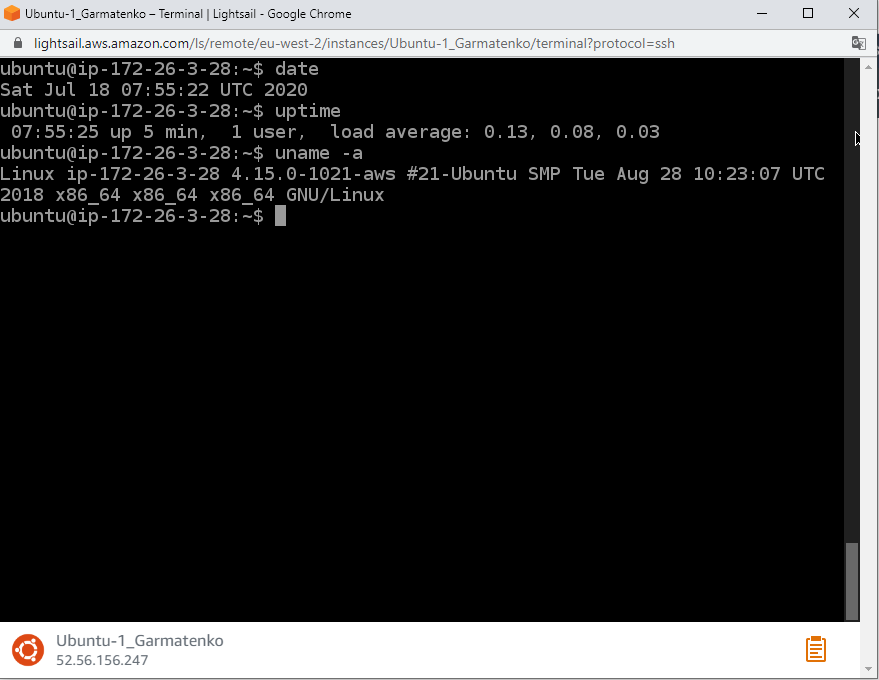 Ubuntu-1_Garmatenko – Terminal | Lightsail - Google Chrome
lightsail.aws.amazon.com/ls/remote/eu-west-2/instances/Ubuntu-1_Garmatenko/terminal?protocol=ssh
ubuntu@ip-172-26-3-28:~$ date
Sat Jul 18 07:55:22 UTC 2020
ubuntu@ip-172-26-3-28:~$ uptime
 07:55:25 up 5 min,  1 user,  load average: 0.13, 0.08, 0.03
ubuntu@ip-172-26-3-28:~$ uname -a
Linux ip-172-26-3-28 4.15.0-1021-aws #21-Ubuntu SMP Tue Aug 28 10:23:07 UTC
2018 x86_64 x86_64 x86_64 GNU/Linux
ubuntu@ip-172-26-3-28:~$
Ubuntu-1_Garmatenko
52.56.156.247